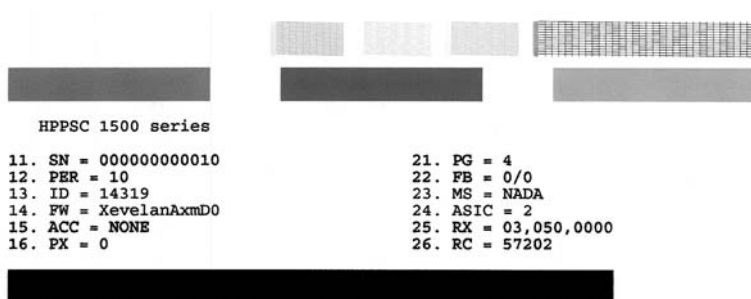 HPPSC 1500 series
11. SN = 000000000010
12. PER = 10
13. ID = 14319
14. FW = XevelanAxmD0
15. ACC = NONE
16. PX = 0
21. PG = 4
22. FB = 0/0
23. MS = NADA
24. ASIC = 2
25. RX = 03,050,0000
26. RC = 57202